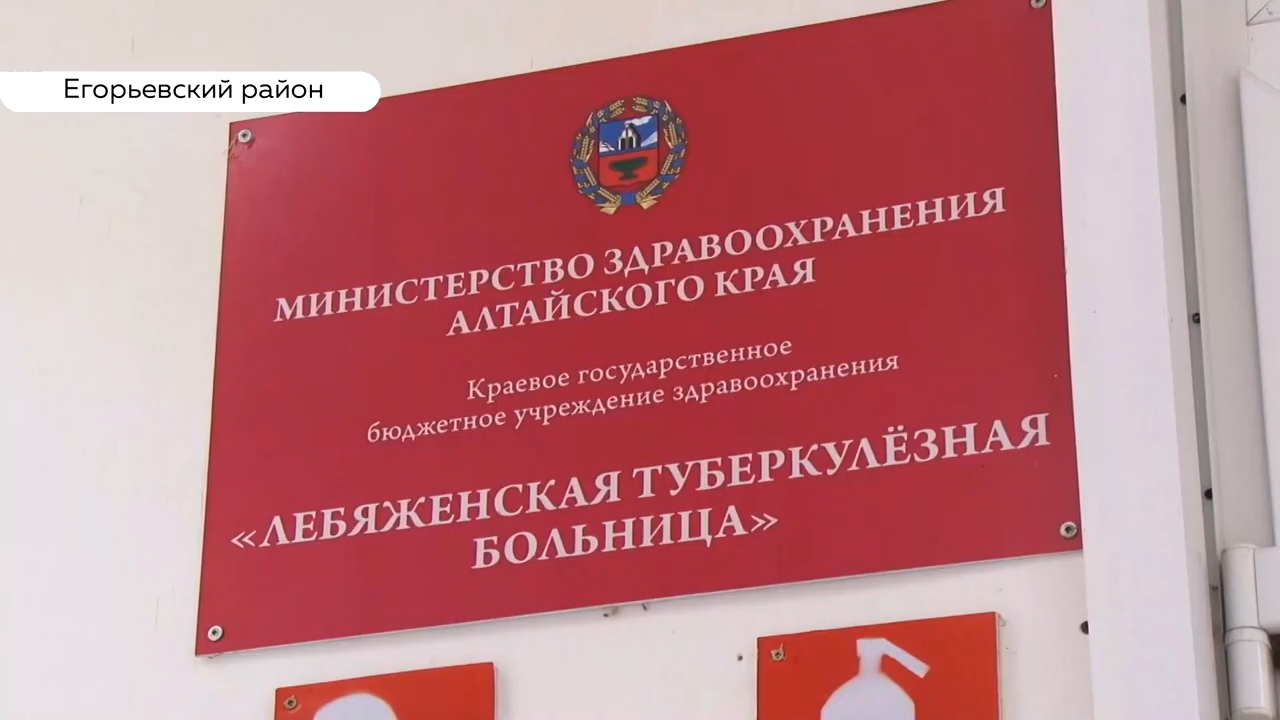 Егорьевский район
МИНИСТЕРСТВО ЗДРАВООХРАНЕНИЯ
АЛТАЙСКОГО КРАЯ
Краевое государственное
бюджетное учреждение здравоохранения
«ЛЕБЯЖЕНСКАЯ ТУБЕРКУЛЁЗНАЯ
БОЛЬНИЦА»